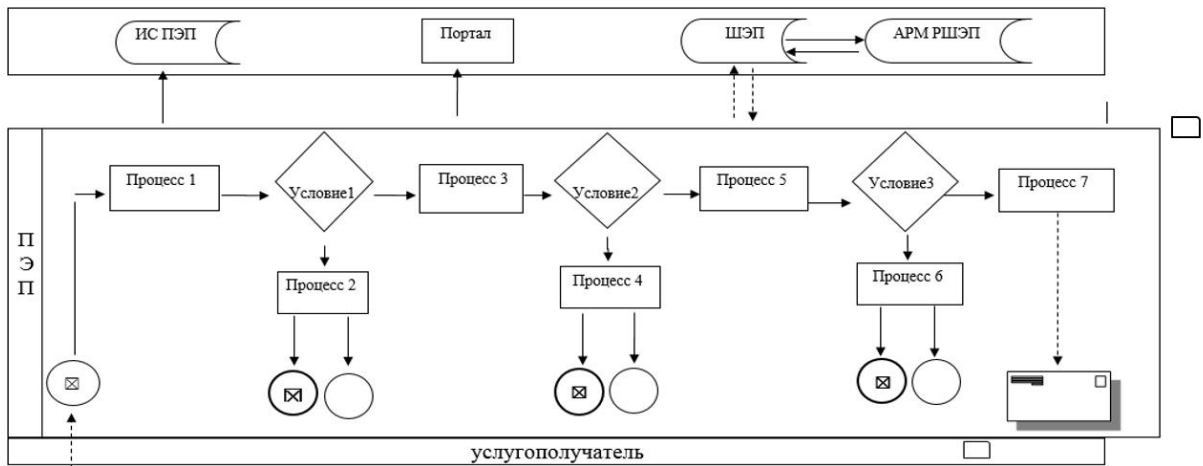 ИС ПЭП
Портал
ШЭП
АРМ РШЭП
Процесс 1
Условие1
Процесс 3
Условие2
Процесс 5
Условие3
Процесс 7
П
Э
П
Процесс 2
Процесс 4
Процесс 6
услугополучатель